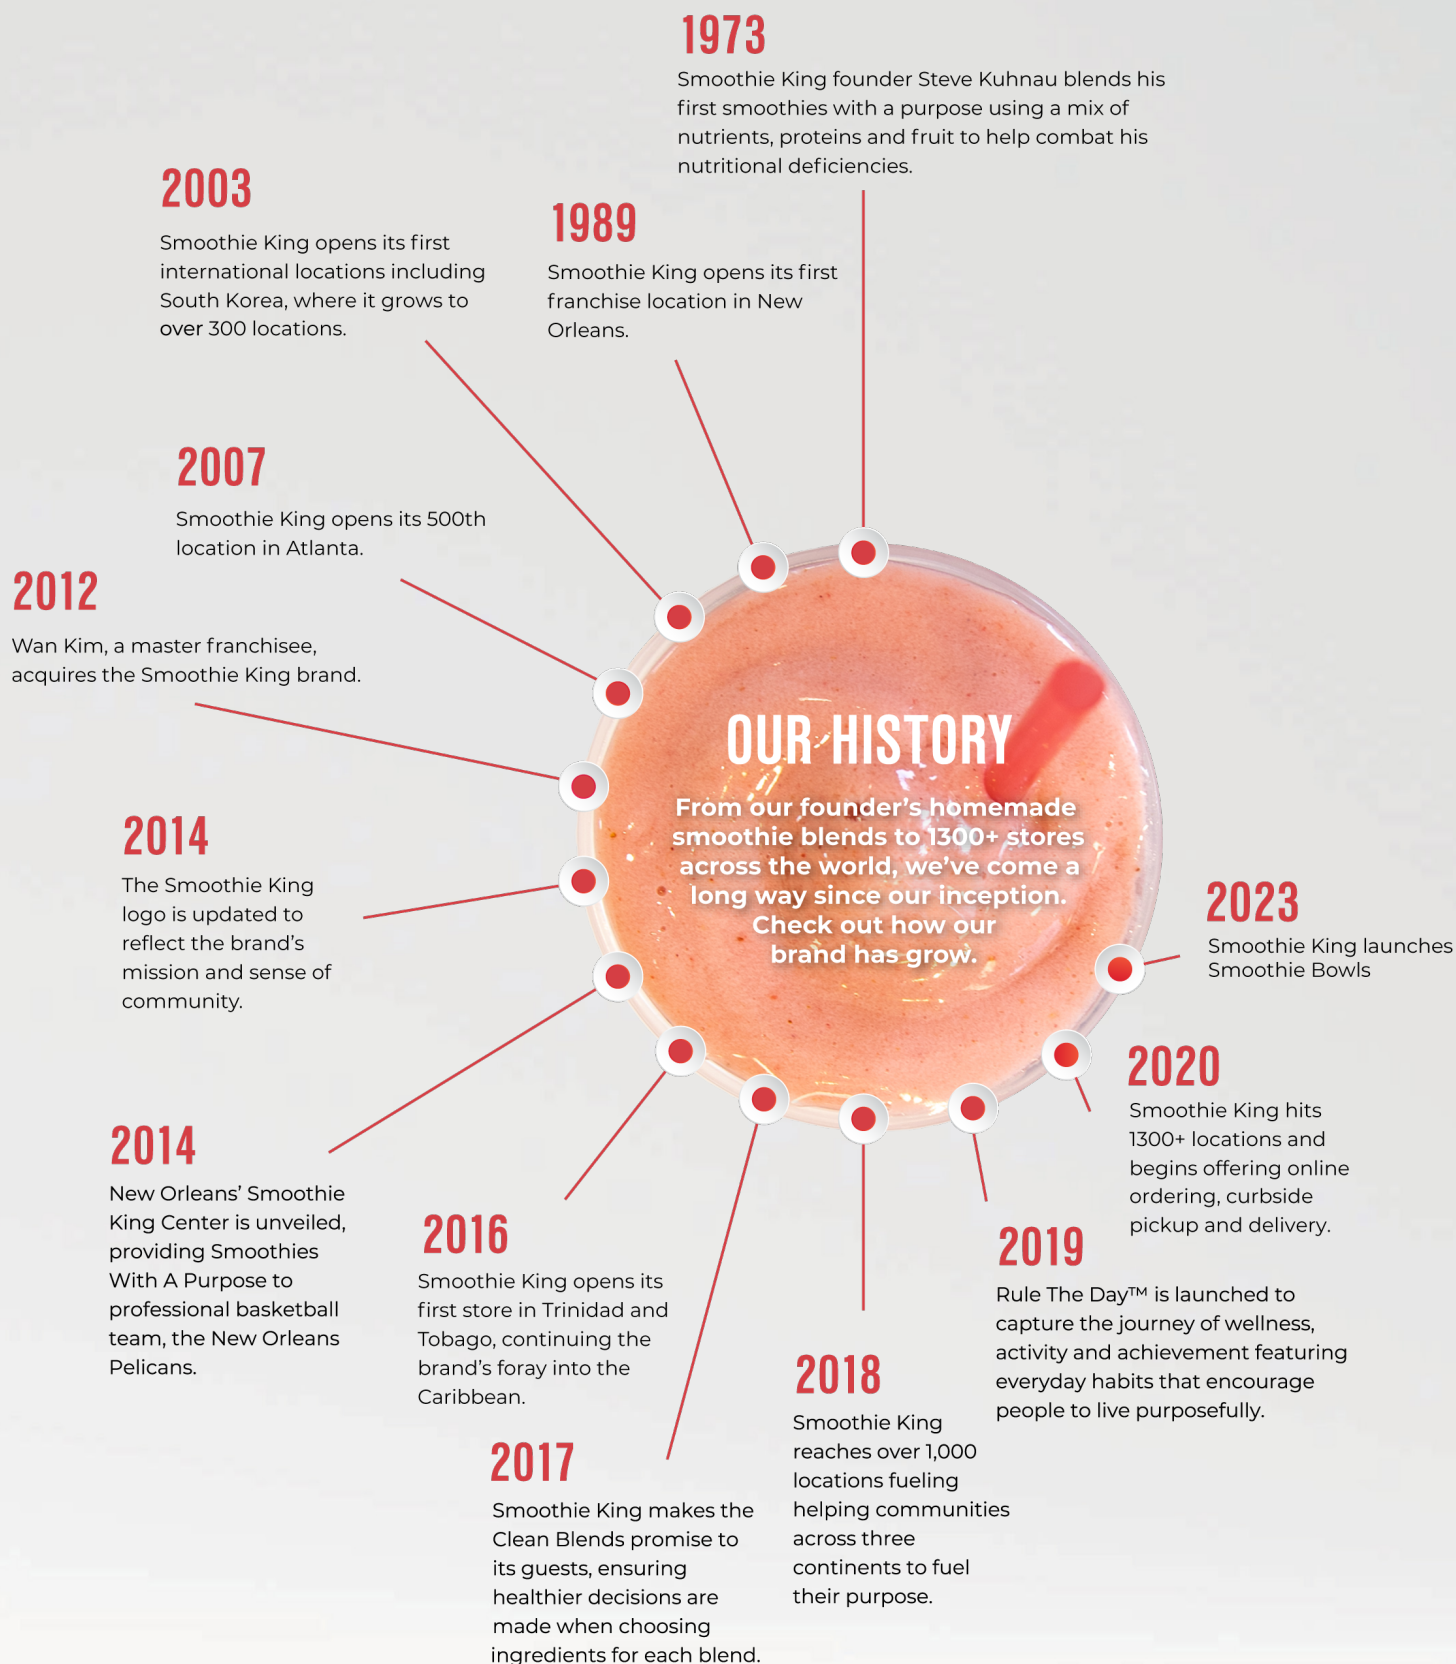 1973
Smoothie King founder Steve Kuhnau blends his
first smoothies with a purpose using a mix of
nutrients, proteins and fruit to help combat his
nutritional deficiencies.
1989
Smoothie King opens its first
franchise location in New
Orleans.
2003
Smoothie King opens its first
international locations including
South Korea, where it grows to
over 300 locations.
2007
Smoothie King opens its 500th
location in Atlanta.
2012
Wan Kim, a master franchisee,
acquires the Smoothie King brand.
2014
The Smoothie King
logo is updated to
reflect the brand's
mission and sense of
community.
2014
New Orleans' Smoothie
King Center is unveiled,
providing Smoothies
With A Purpose to
professional basketball
team, the New Orleans
Pelicans.
2016
Smoothie King opens its
first store in Trinidad and
Tobago, continuing the
brand's foray into the
Caribbean.
2017
Smoothie King makes the
Clean Blends promise to
its guests, ensuring
healthier decisions are
made when choosing
ingredients for each blend.
2018
Smoothie King
reaches over 1,000
locations fueling
helping communities
across three
continents to fuel
their purpose.
2019
Rule The Day™ is launched to
capture the journey of wellness,
activity and achievement featuring
everyday habits that encourage
people to live purposefully.
2020
Smoothie King hits
1300+ locations and
begins offering online
ordering, curbside
pickup and delivery.
2023
Smoothie King launches
Smoothie Bowls
OUR HISTORY
From our founder's homemade
smoothie blends to 1300+ stores
across the world, we've come a
long way since our inception.
Check out how our
brand has grow.